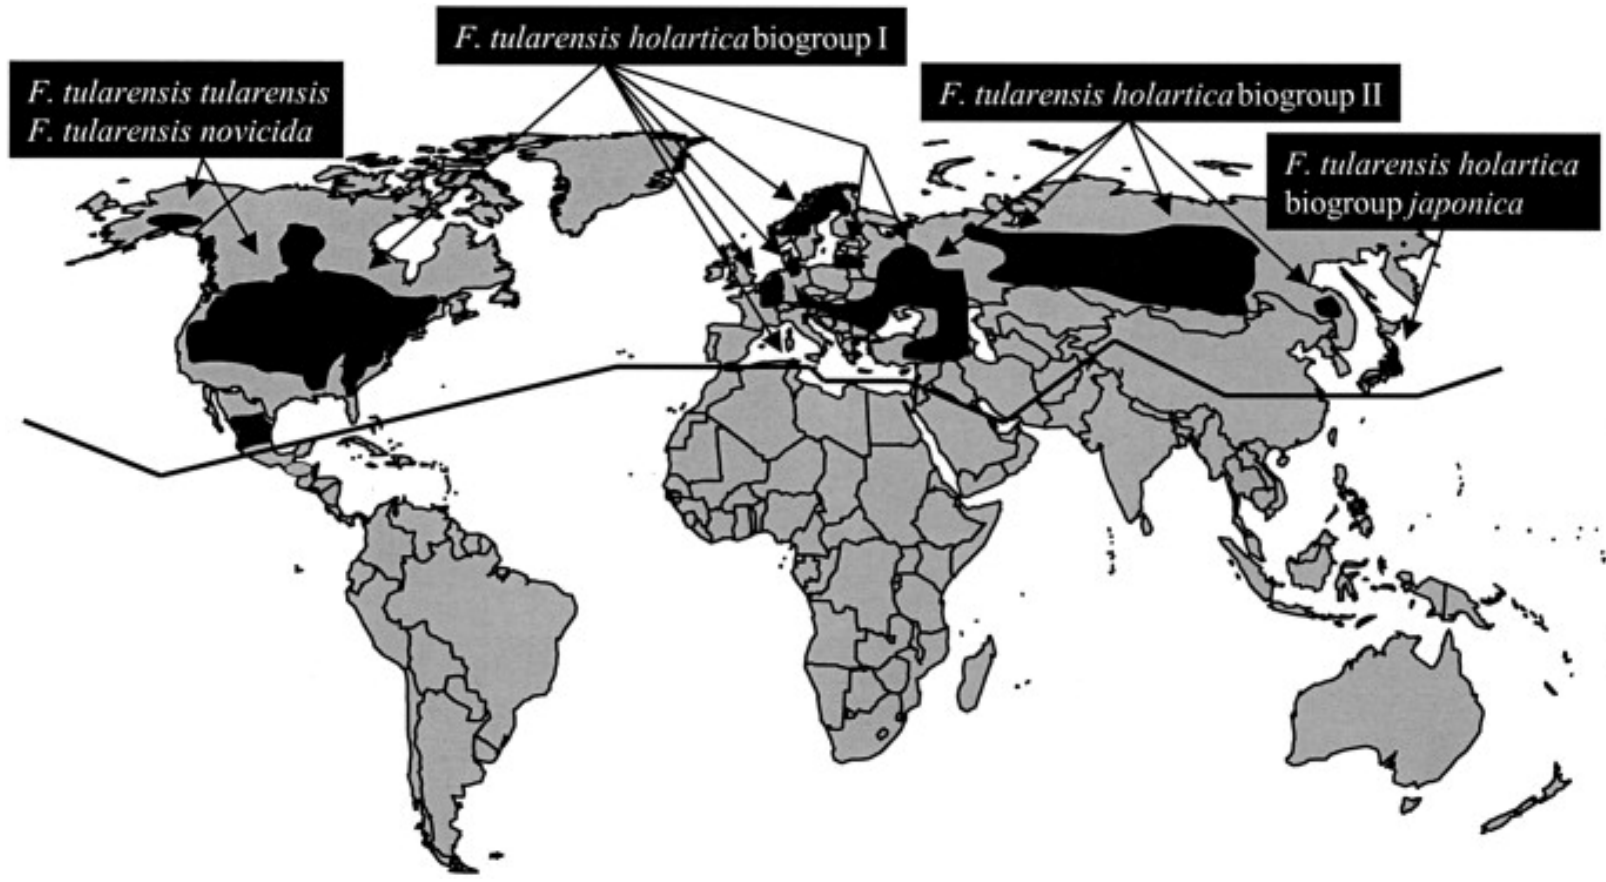 F. tularensis holartica biogroup I
F. tularensis tularensis
F. tularensis novicida
F. tularensis holartica biogroup II
F. tularensis holartica
biogroup japonica